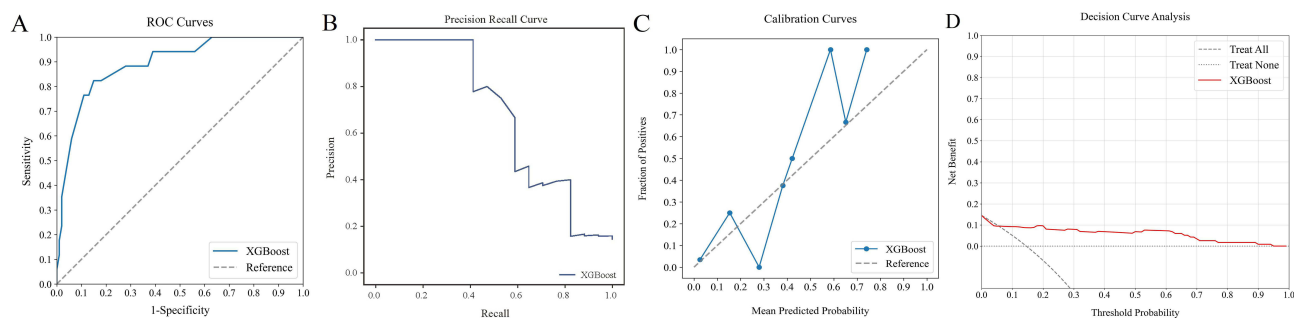 A
ROC Curves
1.0
0.9
0.8
0.7
0.6
0.5
0.4
0.3
0.2
0.1
0.0
Sensitivity
0.0 0.1 0.2 0.3 0.4 0.5 0.6 0.7 0.8 0.9 1.0
1-Specificity
XGBoost
Reference
B
Precision Recall Curve
1.0
0.8
0.6
0.4
0.2
0.0
Precision
0.0 0.2 0.4 0.6 0.8 1.0
Recall
XGBoost
C
Calibration Curves
1.0
0.9
0.8
0.7
0.6
0.5
0.4
0.3
0.2
0.1
0.0
Fraction of Positives
0.0 0.1 0.2 0.3 0.4 0.5 0.6 0.7 0.8 0.9 1.0
Mean Predicted Probability
XGBoost
Reference
D
Decision Curve Analysis
1.0
0.9
0.8
0.7
0.6
0.5
0.4
0.3
0.2
0.1
0.0
Net Benefit
0.0 0.1 0.2 0.3 0.4 0.5 0.6 0.7 0.8 0.9 1.0
Threshold Probability
Treat All
Treat None
XGBoost